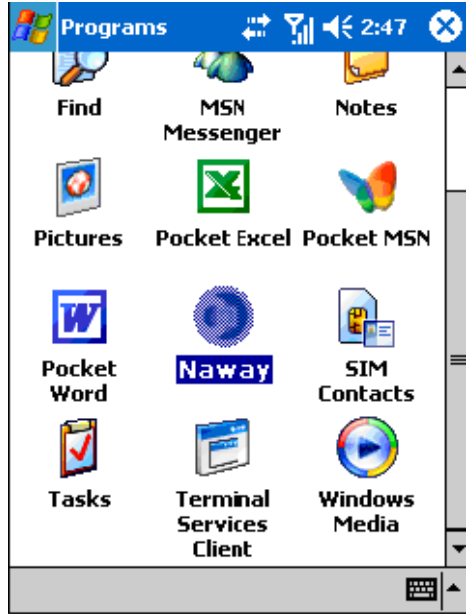 Programs 2:47
Find MSN Notes
Messenger
Pictures Pocket Excel Pocket MSN
Pocket Naway SIM
Word Contacts
Tasks Terminal Windows
Services Media
Client